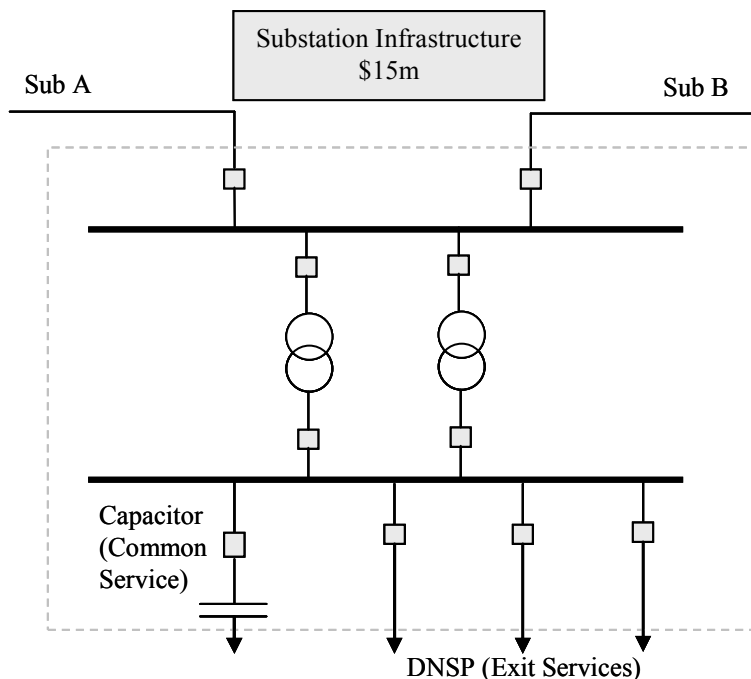 Substation Infrastructure
$15m
Sub A
Sub B
Capacitor
(Common
Service)
DNSP (Exit Services)